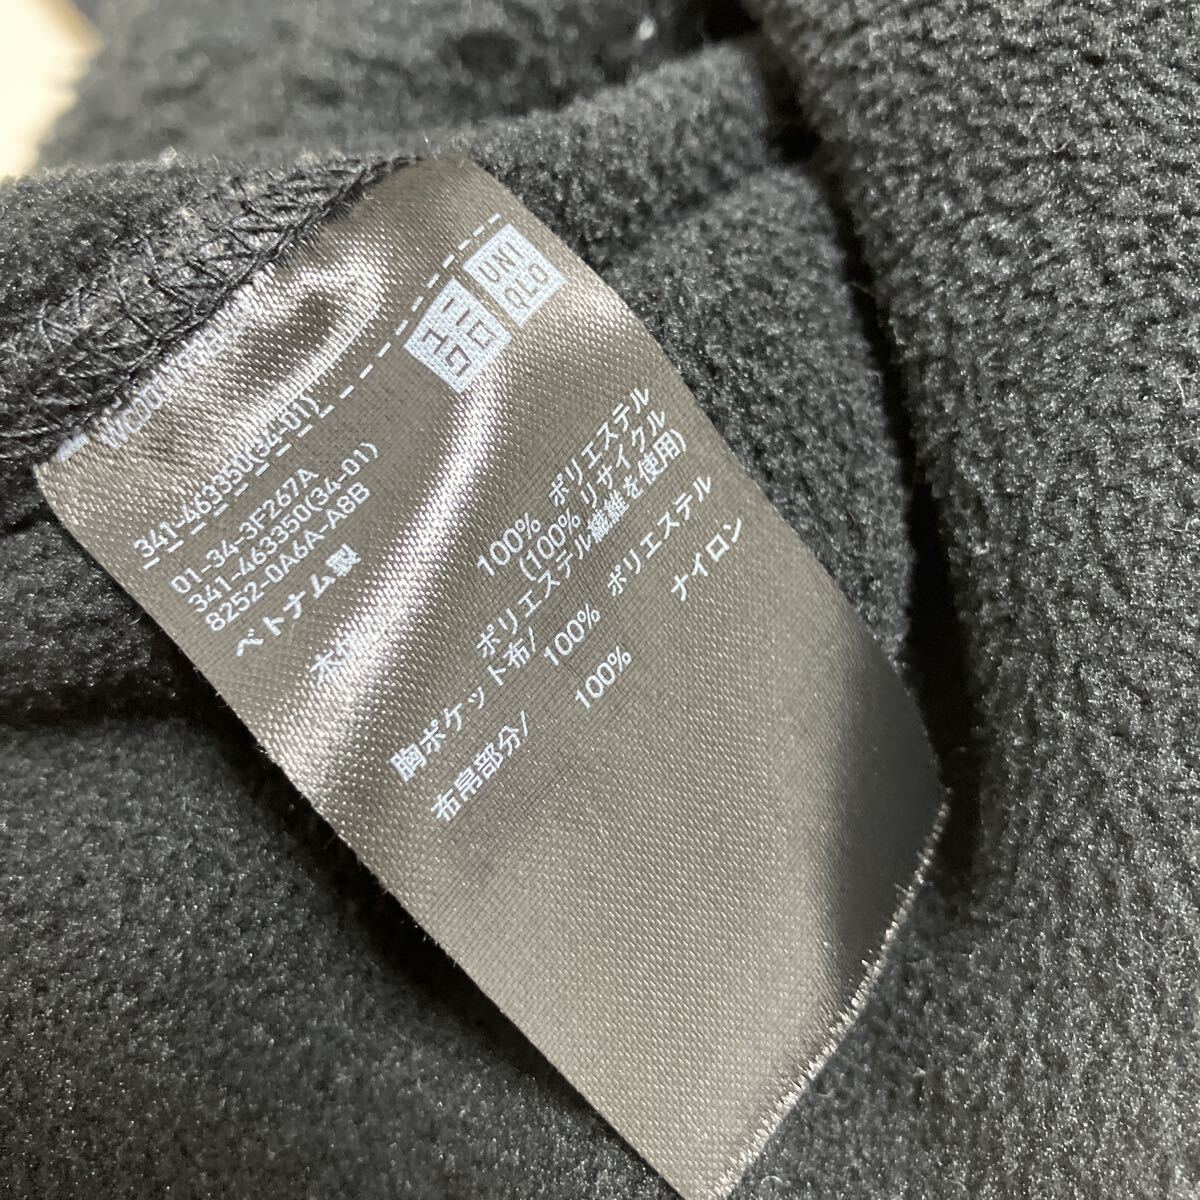 ユニ
クロ
UNI
QLO
100% ポリエステル
(100% リサイクル
ポリエステル繊維を使用)
胸ポケット布/ 100% ポリエステル
布帛部分/ 100% ナイロン
341-463350(34-01)
01-34-3F267A
341-463350(34-01)
8252-0A6A-A8B
ベトナム製